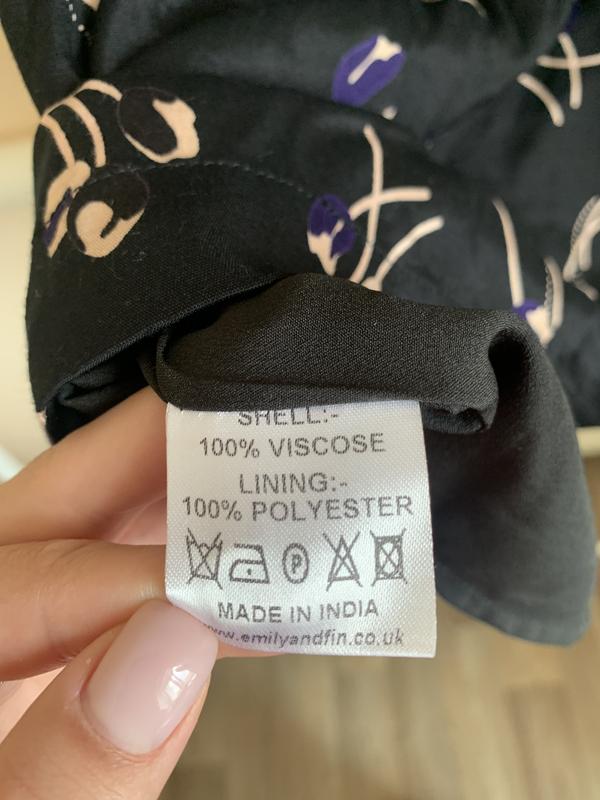 SHELL:-
100% VISCOSE
LINING:-
100% POLYESTER
P
MADE IN INDIA
www.emilyandfin.co.uk